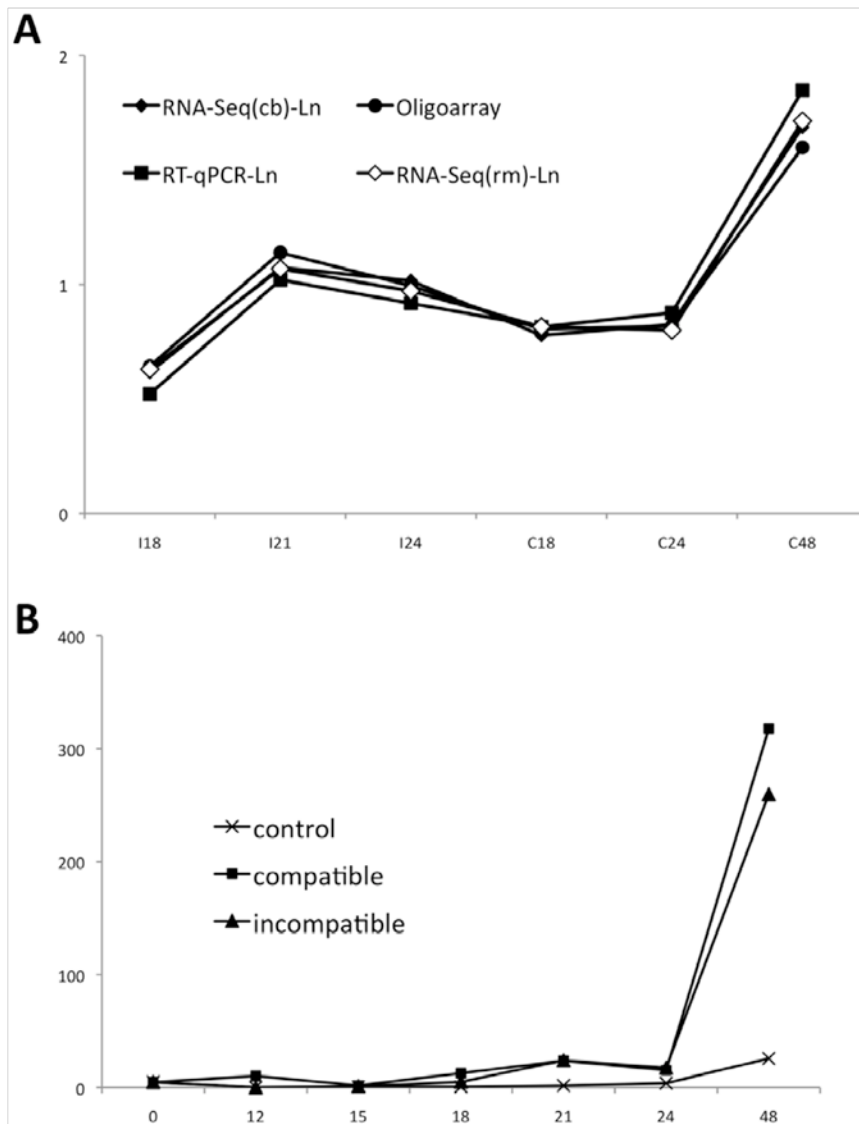 A
2
RNA-Seq(cb)-Ln Oligoarray
RT-qPCR-Ln RNA-Seq(rm)-Ln
1
0
I18 I21 I24 C18 C24 C48
B
400
300
control
compatible
200
incompatible
100
0
0 12 15 18 21 24 48